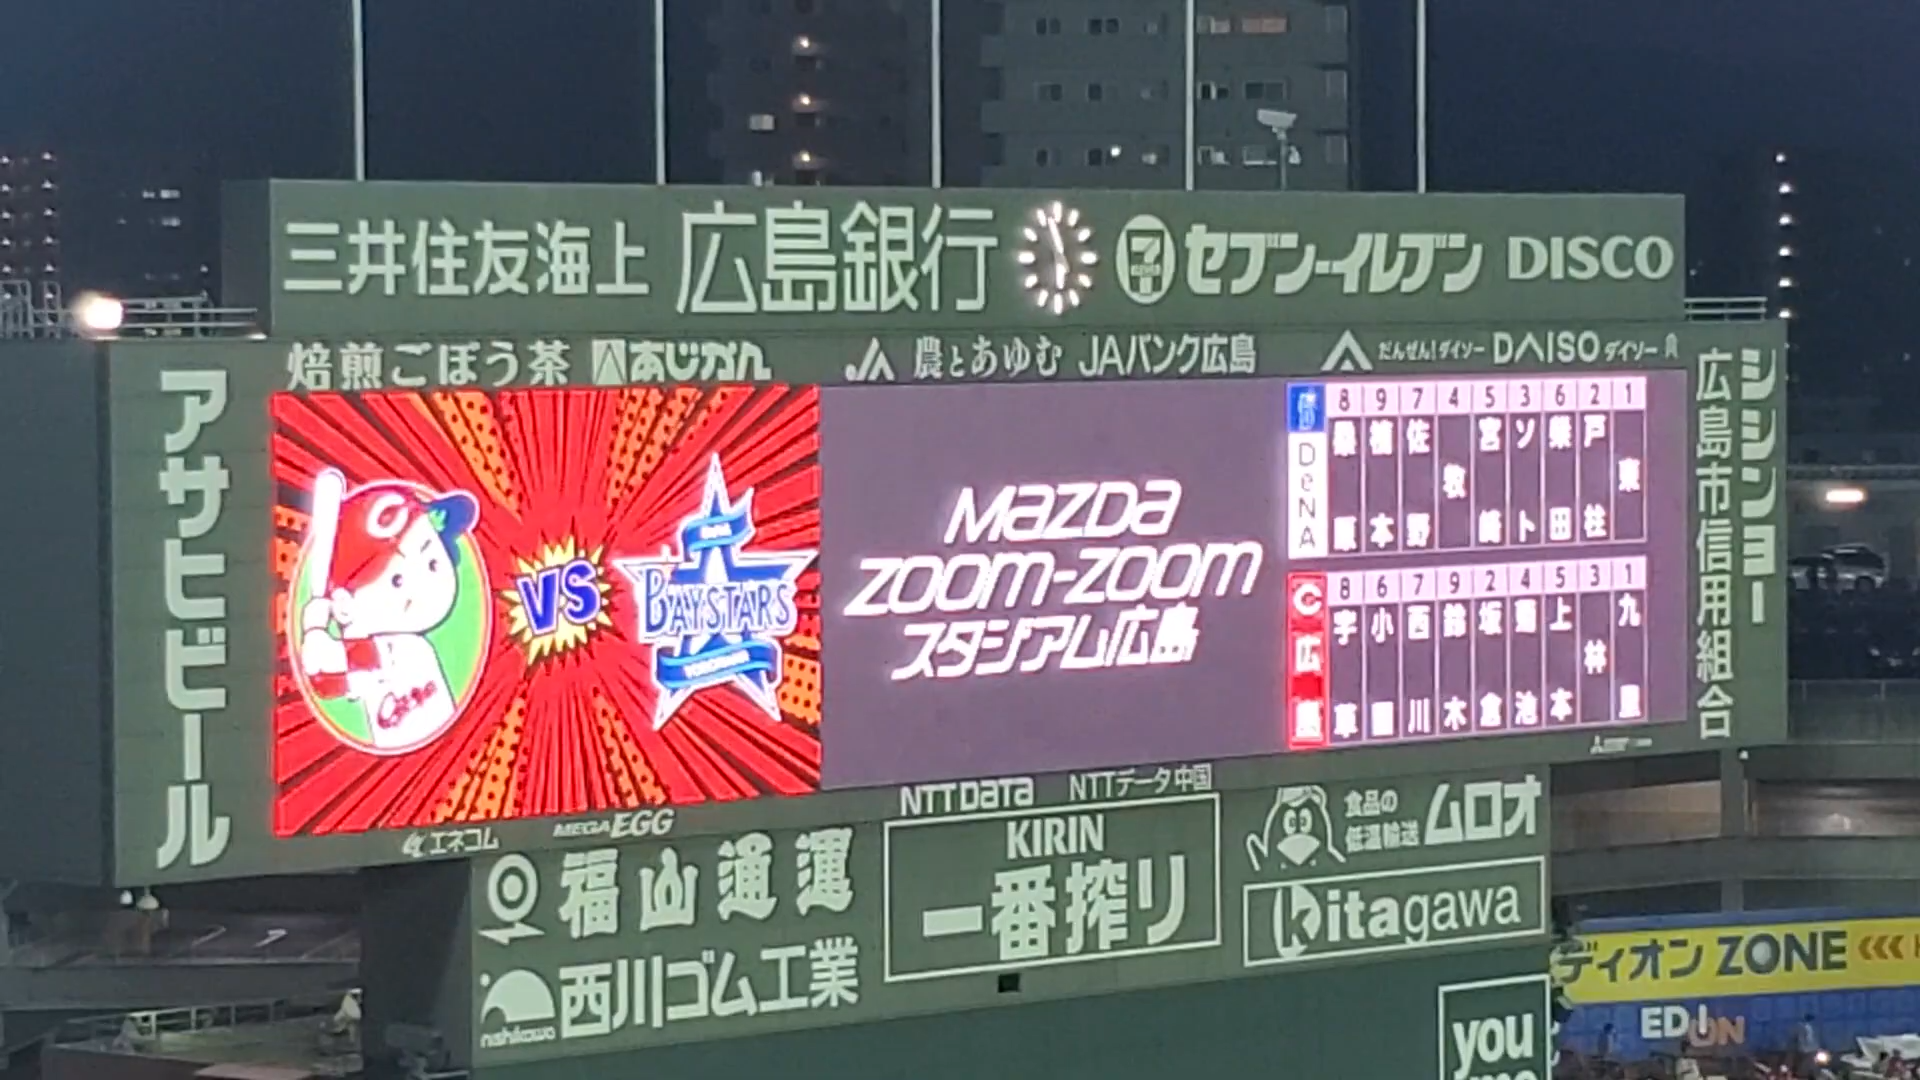 三井住友海上 広島銀行 セブン-イレブン DISCO
焙煎ごぼう茶 あじかん 農とあゆむ JAバンク広島 だんぜん!ダイソー DAISO ダイソー
アサヒビール
シシンヨー
広島市信用組合
C
VS
BAYSTARS
Carp
MAZDA
ZOOM-ZOOM
スタジアム広島
DeNA
8 9 7 4 5 3 6 2 1
桑原 楠本 佐野 牧 宮崎 ソト 柴田 戸柱 東
C広島
8 6 7 9 2 4 5 3 1
宇草 小園 西川 鈴木 坂倉 菊池 上本 林 九里
エネコム MEGA EGG NTT DATA NTTデータ中国
福山通運
nishikawa 西川ゴム工業
KIRIN
一番搾り
食品の
低温輸送 ムロオ
kitagawa
ディオン ZONE
EDION
you
me